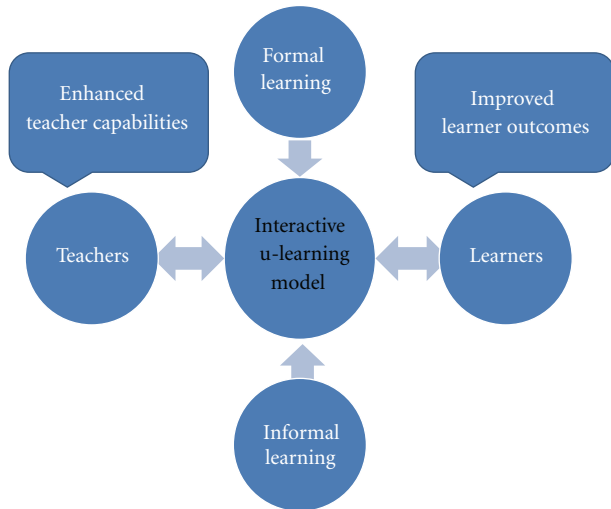 Formal
learning
Enhanced
teacher capabilities
Improved
learner outcomes
Teachers
Interactive
u-learning
model
Learners
Informal
learning